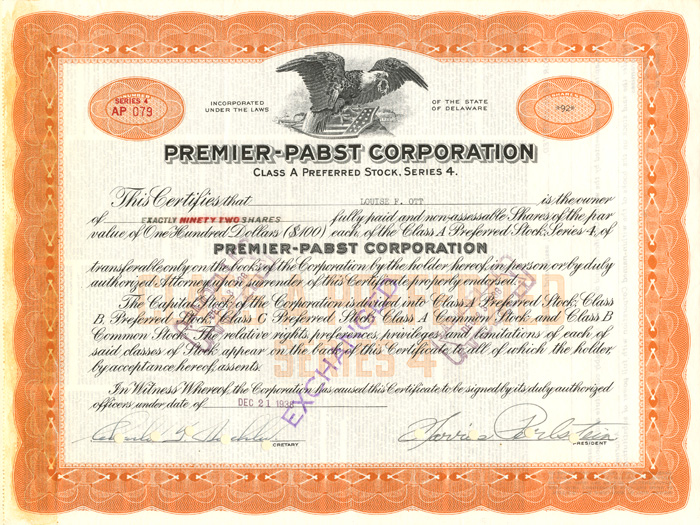 SERIES 4
AP 079
INCORPORATED
UNDER THE LAWS
OF THE STATE
OF DELAWARE
*92*
PREMIER-PABST CORPORATION
CLASS A PREFERRED STOCK, SERIES 4.
This Certifies that LOUISE F. OTT is the owner
of EXACTLY NINETY TWO SHARES fully paid and non-assessable Shares of the par
value of One Hundred Dollars ($100) each, of the Class A Preferred Stock, Series 4, of
PREMIER-PABST CORPORATION
transferable only on the books of the Corporation by the holder hereof, in person, or by duly
authorized Attorney upon surrender of this Certificate properly endorsed.
The Capital Stock of the Corporation is divided into Class A Preferred Stock, Class
B Preferred Stock, Class C Preferred Stock, Class A Common Stock and Class B
Common Stock. The relative rights, preferences, privileges and limitations of each of
said classes of Stock appear on the back of this Certificate, to all of which the holder,
by acceptance hereof, assents.
SERIES 4
EXCHANGED
In Witness Whereof, the Corporation has caused this Certificate to be signed by its duly authorized
officers under date of DEC 21 193
CRETARY
PRESIDENT